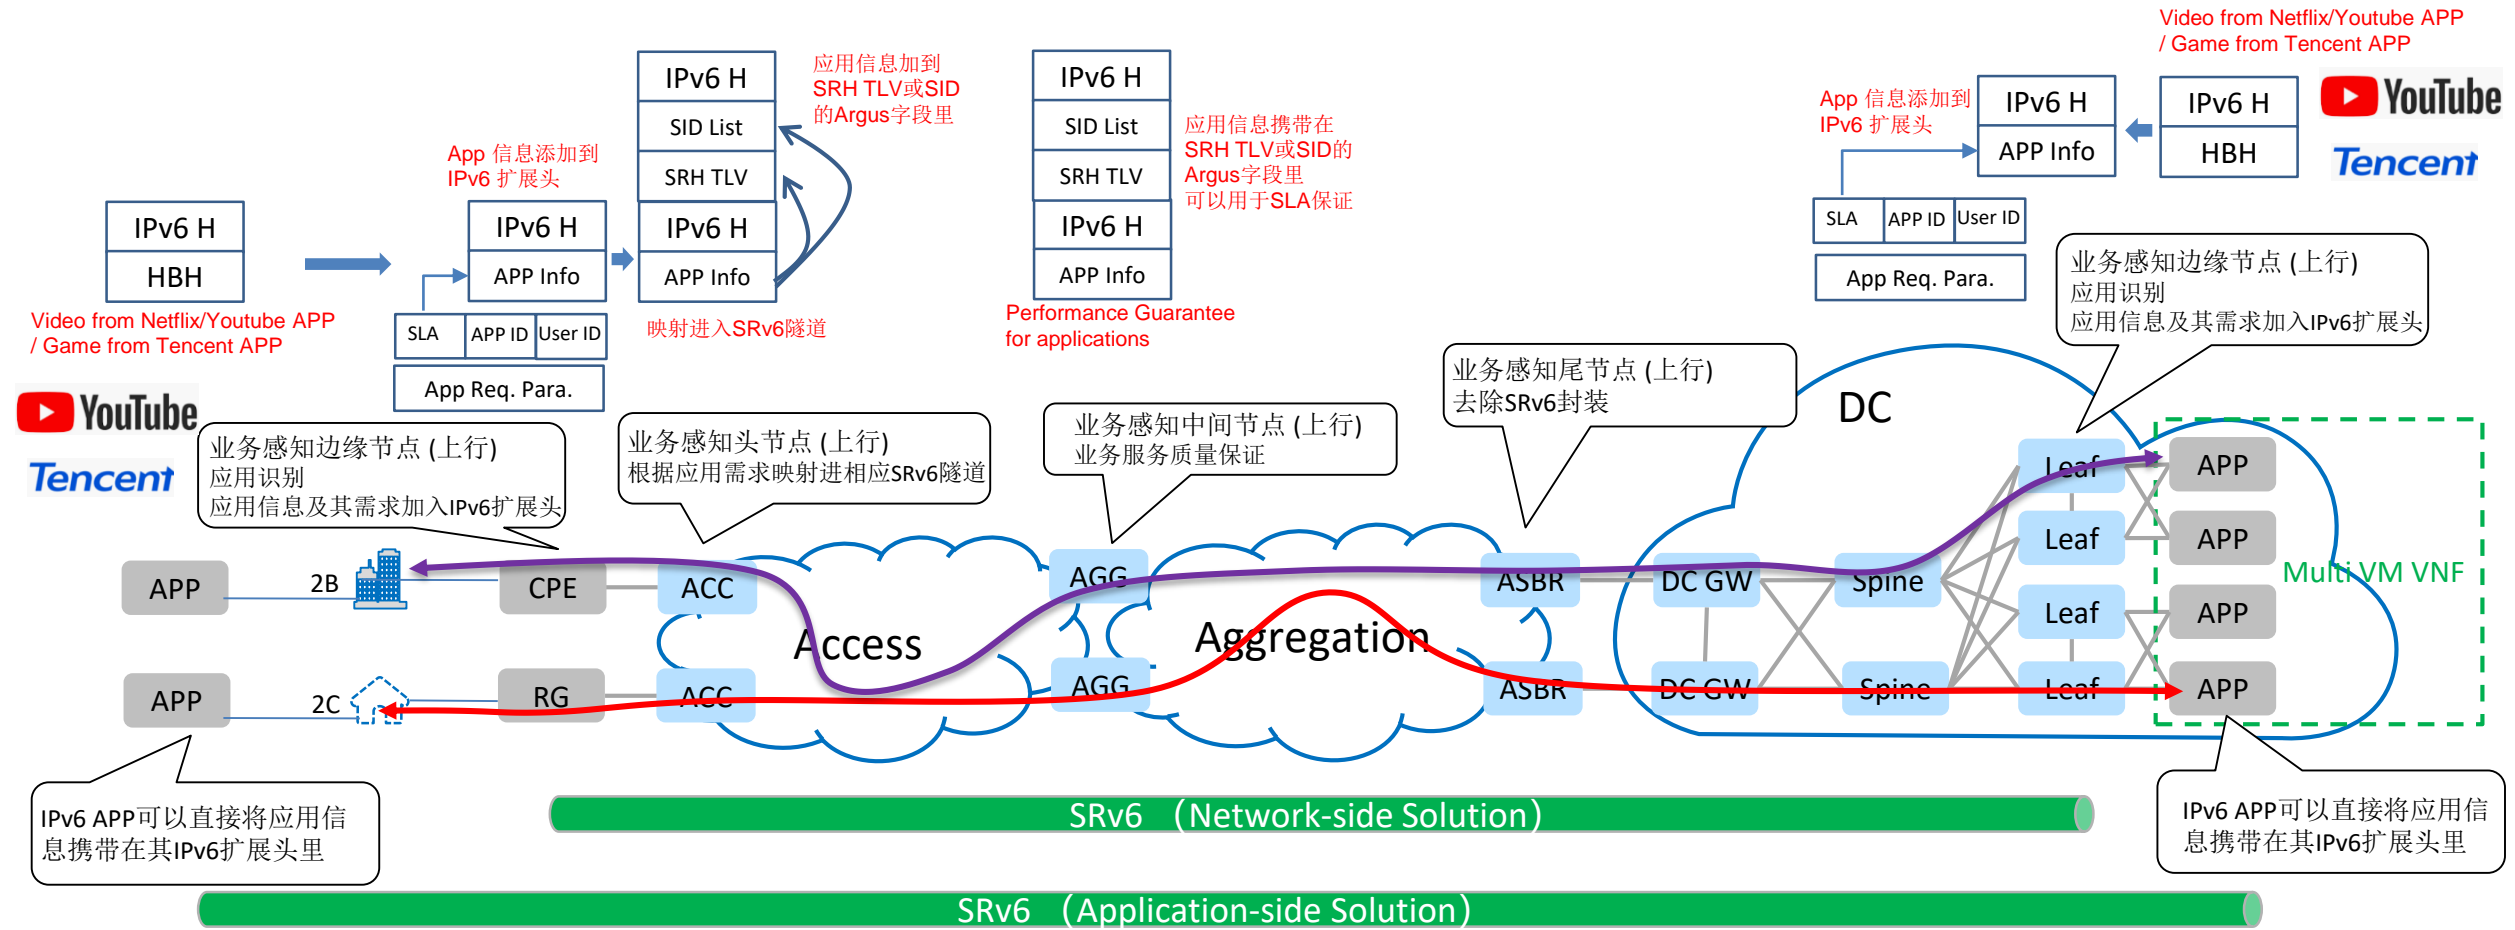 Video from Netflix/Youtube APP
/ Game from Tencent APP
IPv6 H
SID List
SRH TLV
IPv6 H
APP Info
应用信息加到
SRH TLV或SID
的Argus字段里
IPv6 H
SID List
SRH TLV
IPv6 H
APP Info
应用信息携带在
SRH TLV或SID的
Argus字段里
可以用于SLA保证
App 信息添加到
IPv6 扩展头
IPv6 H
APP Info
IPv6 H
HBH
YouTube
Tencent
App 信息添加到
IPv6 扩展头
IPv6 H
HBH
IPv6 H
APP Info
SLA
APP ID
User ID
App Req. Para.
Video from Netflix/Youtube APP
/ Game from Tencent APP
SLA
APP ID
User ID
App Req. Para.
映射进入SRv6隧道
Performance Guarantee
for applications
YouTube
Tencent
业务感知边缘节点 (上行)
应用识别
应用信息及其需求加入IPv6扩展头
业务感知头节点 (上行)
根据应用需求映射进相应SRv6隧道
业务感知中间节点 (上行)
业务服务质量保证
业务感知尾节点 (上行)
去除SRv6封装
业务感知边缘节点 (上行)
应用识别
应用信息及其需求加入IPv6扩展头
DC
APP
2B
CPE
ACC
AGG
ASBR
DC GW
Spine
Leaf
Leaf
Leaf
Leaf
APP
APP
APP
APP
Multi VM VNF
Access
Aggregation
APP
2C
RG
ACC
AGG
ASBR
DC GW
Spine
IPv6 APP可以直接将应用信
息携带在其IPv6扩展头里
IPv6 APP可以直接将应用信
息携带在其IPv6扩展头里
SRv6 （Network-side Solution）
SRv6 （Application-side Solution）